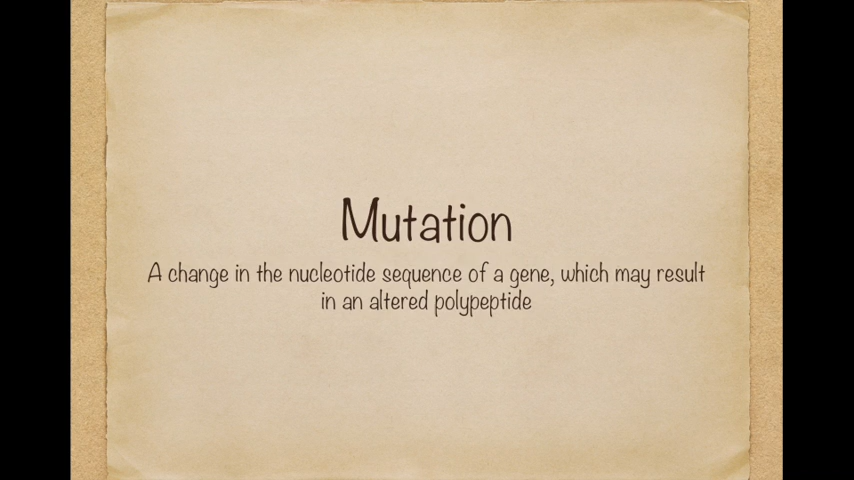 Mutation
A change in the nucleotide sequence of a gene, which may result
in an altered polypeptide